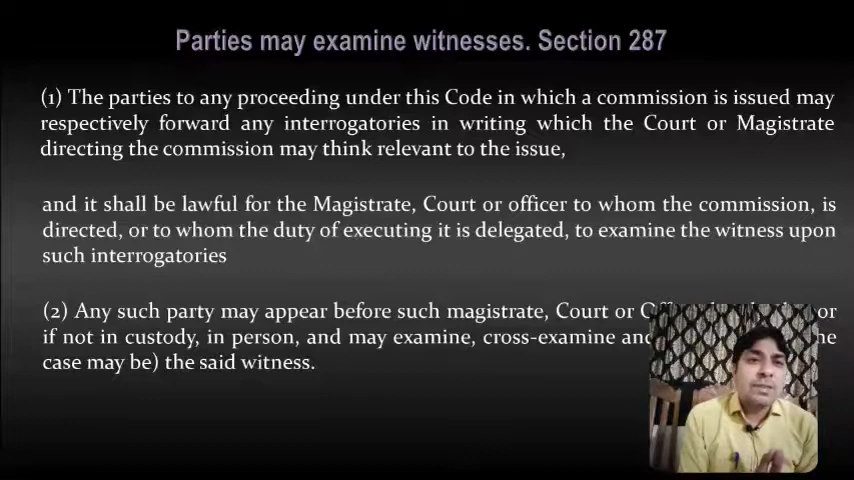 Parties may examine witnesses. Section 287
(1) The parties to any proceeding under this Code in which a commission is issued may
respectively forward any interrogatories in writing which the Court or Magistrate
directing the commission may think relevant to the issue,
and it shall be lawful for the Magistrate, Court or officer to whom the commission, is
directed, or to whom the duty of executing it is delegated, to examine the witness upon
such interrogatories
(2) Any such party may appear before such magistrate, Court or or
if not in custody, in person, and may examine, cross-examine and
case may be) the said witness.